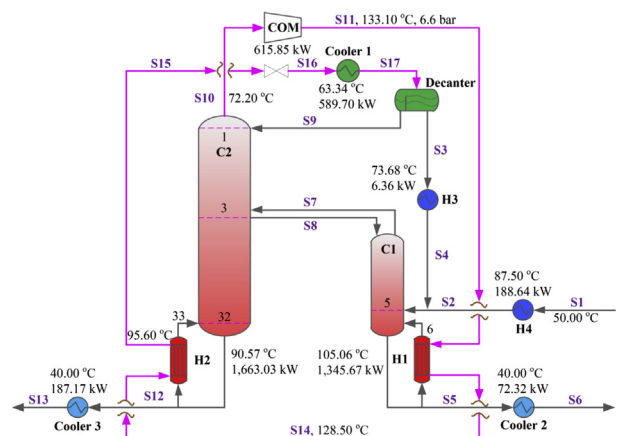 COM
S11, 133.10 °C, 6.6 bar
615.85 kW
Cooler 1
S15
S16
S17
Decanter
S10
72.20 °C
63.34 °C
589.70 kW
S9
1
C2
S3
73.68 °C
6.36 kW
H3
S7
3
S8
C1
S4
87.50 °C
188.64 kW
5
S2
S1
50.00 °C
H4
33
32
6
95.60 °C
H2
90.57 °C
1,663.03 kW
105.06 °C
1,345.67 kW
H1
40.00 °C
187.17 kW
40.00 °C
72.32 kW
S13
S12
S5
S6
Cooler 3
Cooler 2
S14, 128.50 °C